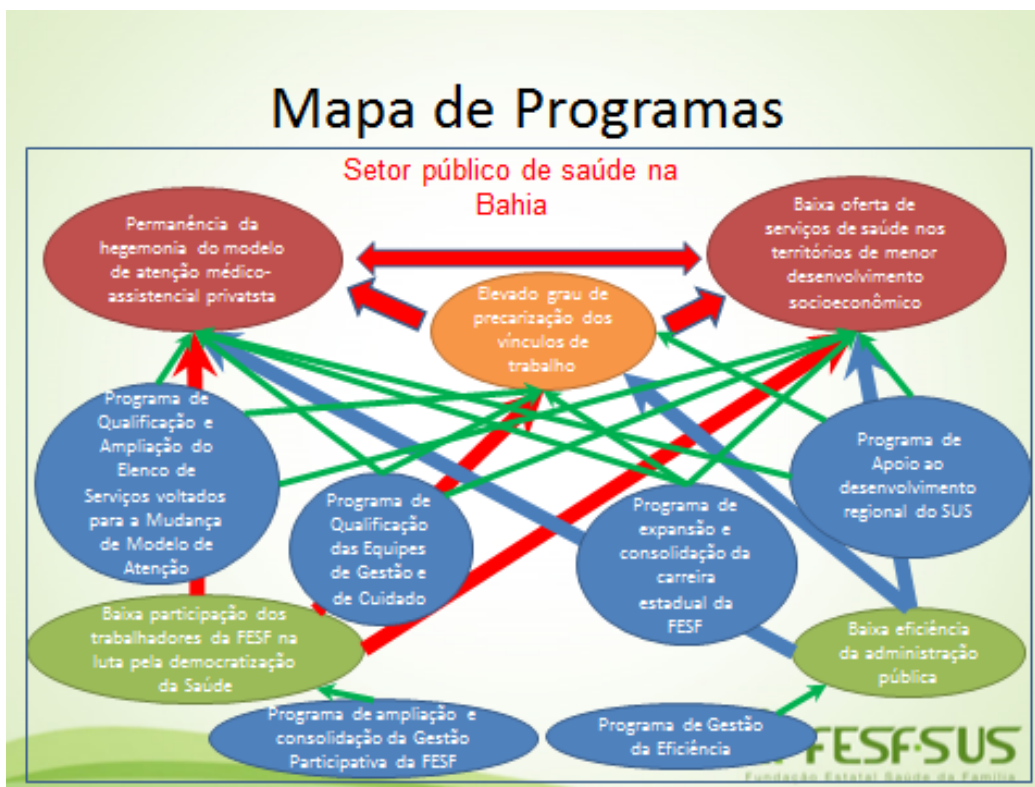 Mapa de Programas
Setor público de saúde na
Bahia
Permanência da
hegemonia do modelo
de atenção médico-
assistencial privatsta
Baixa oferta de
serviços de saúde nos
territórios de menor
desenvolvimento
socioeconômico
Elevado grau de
precarização dos
vínculos de
trabalho
Programa de
Qualificação e
Ampliação do
Elenco de
Serviços voltados
para a Mudança
de Modelo de
Atenção
Programa de
Qualificação
das Equipes
de Gestão e
de Cuidado
Programa de
expansão e
consolidação da
carreira
estadual da
FESF
Programa de
Apoio ao
desenvolvimento
regional do SUS
Baixa participação dos
trabalhadores da FESF na
luta pela democratização
da Saúde
Baixa eficiência
da administração
pública
Programa de ampliação e
consolidação da Gestão
Participativa da FESF
Programa de Gestão
da Eficiência
FESF-SUS
Fundação Estatal Saúde da Família